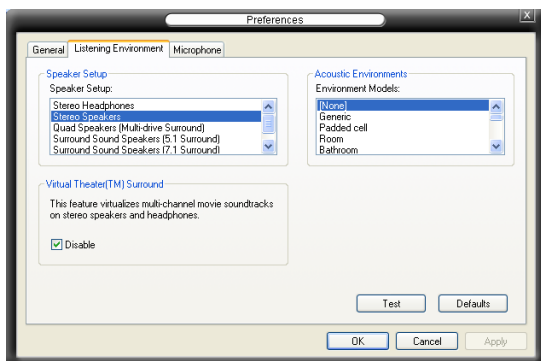 Preferences
X
General
Listening Environment
Microphone
Speaker Setup
Speaker Setup:
Stereo Headphones
Stereo Speakers
Quad Speakers (Multi-drive Surround)
Surround Sound Speakers (5.1 Surround)
Surround Sound Speakers (7.1 Surround)
Acoustic Environments
Environment Models:
[None]
Generic
Padded cell
Room
Bathroom
Virtual Theater(TM) Surround
This feature virtualizes multi-channel movie soundtracks
on stereo speakers and headphones.
Disable
Test
Defaults
OK
Cancel
Apply